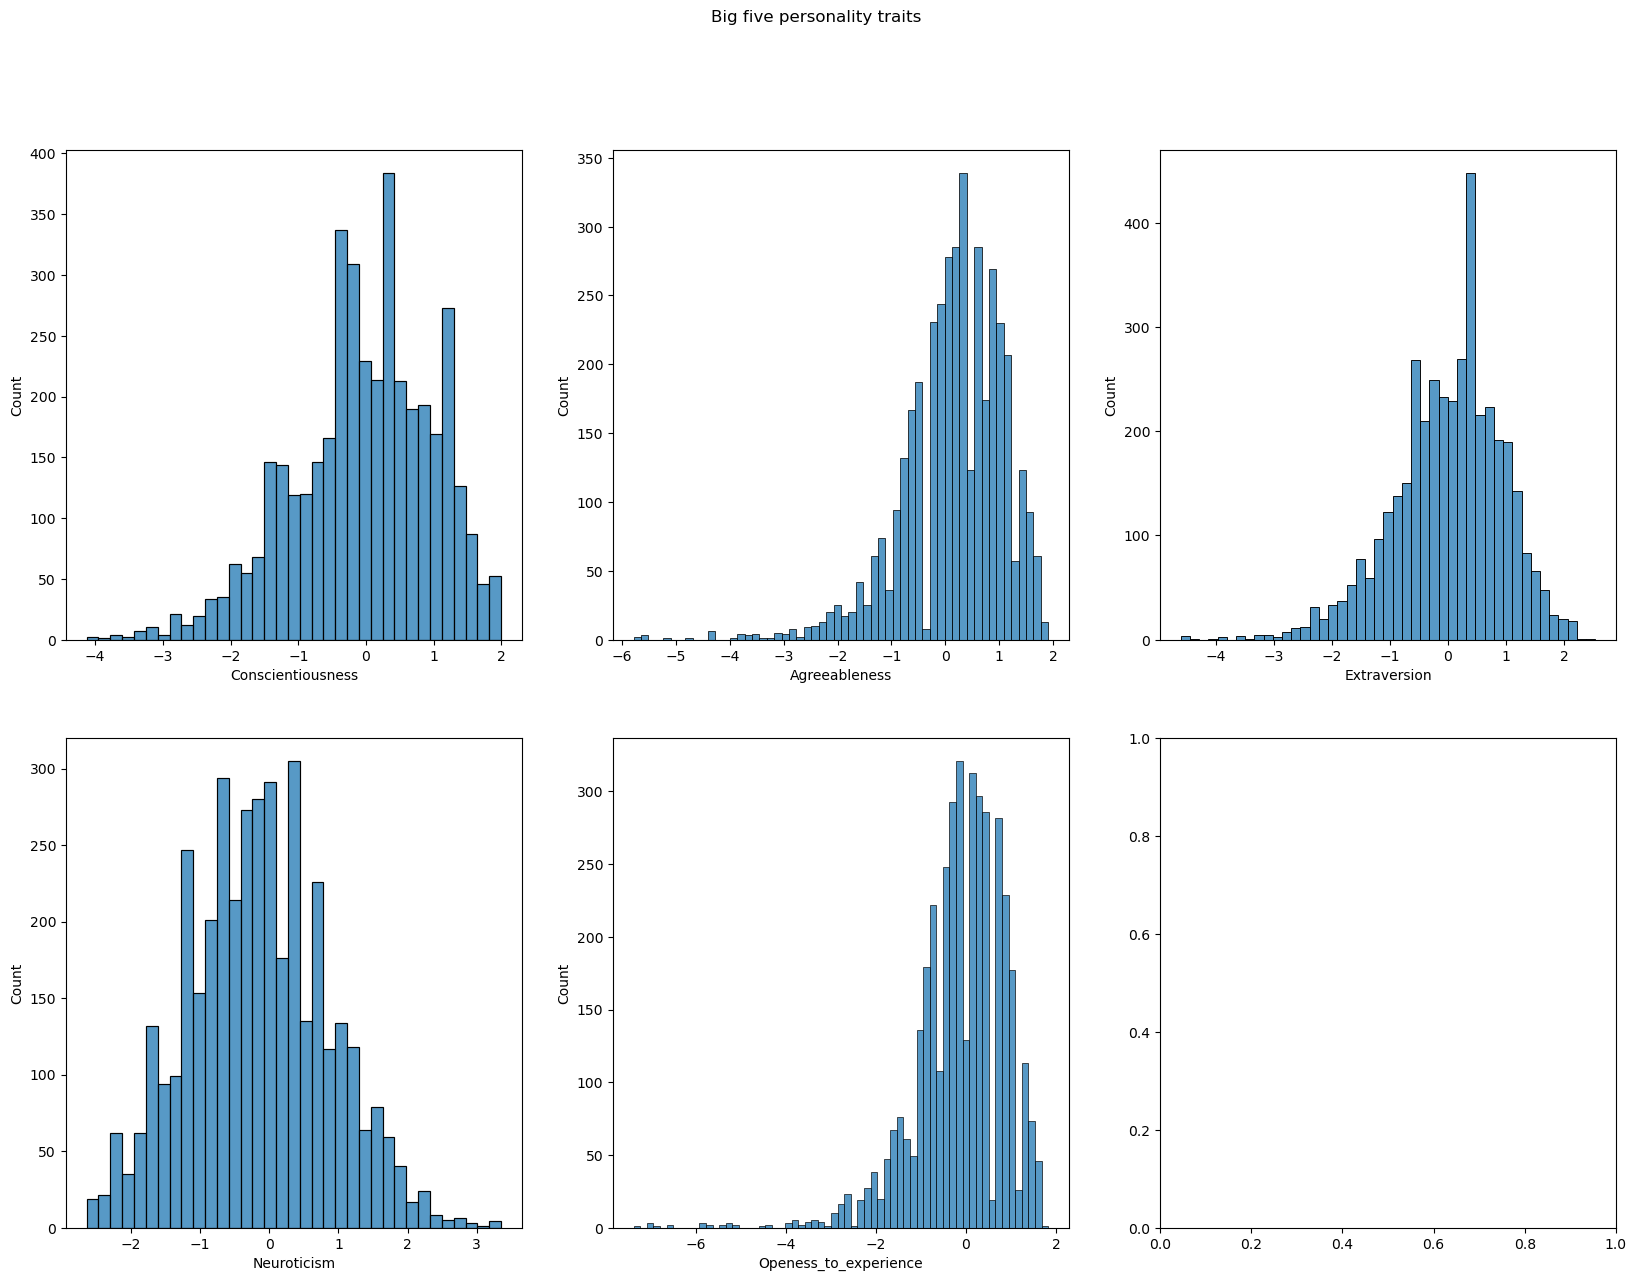 Big five personality traits
400
350
300
250
200
150
100
50
0
Count
−4 −3 −2 −1 0 1 2
Conscientiousness
350
300
250
200
150
100
50
0
Count
−6 −5 −4 −3 −2 −1 0 1 2
Agreeableness
400
300
200
100
0
Count
−4 −3 −2 −1 0 1 2
Extraversion
300
250
200
150
100
50
0
Count
−2 −1 0 1 2 3
Neuroticism
300
250
200
150
100
50
0
Count
−6 −4 −2 0 2
Openess_to_experience
1.0
0.8
0.6
0.4
0.2
0.0
0.0 0.2 0.4 0.6 0.8 1.0